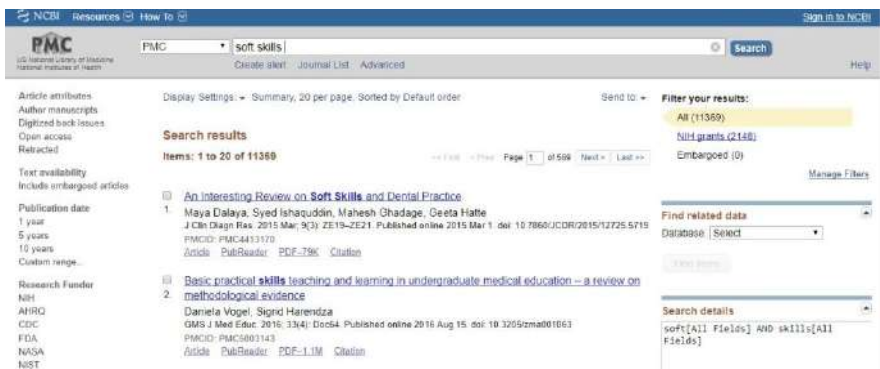 NCBI Resources How To Sign in to NCBI
PMC
US National Library of Medicine
National Institutes of Health
PMC soft skills Search
Create alert Journal List Advanced Help
Article attributes
Author manuscripts
Digitized back issues
Open access
Retracted
Text availability
Include embargoed articles
Publication date
1 year
5 years
10 years
Custom range...
Research Funder
NIH
AHRQ
CDC
FDA
NASA
NIST
Display Settings: Summary, 20 per page, Sorted by Default order Send to:
Search results
Items: 1 to 20 of 11369 << First < Prev Page 1 of 569 Next > Last >>
An Interesting Review on Soft Skills and Dental Practice
1. Maya Dalaya, Syed Ishaquddin, Mahesh Ghadage, Geeta Hatte
J Clin Diagn Res. 2015 Mar; 9(3): ZE19–ZE21. Published online 2015 Mar 1. doi: 10.7860/JCDR/2015/12725.5719
PMCID: PMC4413170
Article PubReader PDF–79K Citation
Basic practical skills teaching and learning in undergraduate medical education – a review on
2. methodological evidence
Daniela Vogel, Sigrid Harendza
GMS J Med Educ. 2016; 33(4): Doc64. Published online 2016 Aug 15. doi: 10.3205/zma001063
PMCID: PMC5003143
Article PubReader PDF–1.1M Citation
Filter your results:
All (11369)
NIH grants (2148)
Embargoed (0)
Manage Filters
Find related data
Database: Select
Find items
Search details
soft[All Fields] AND skills[All
Fields]